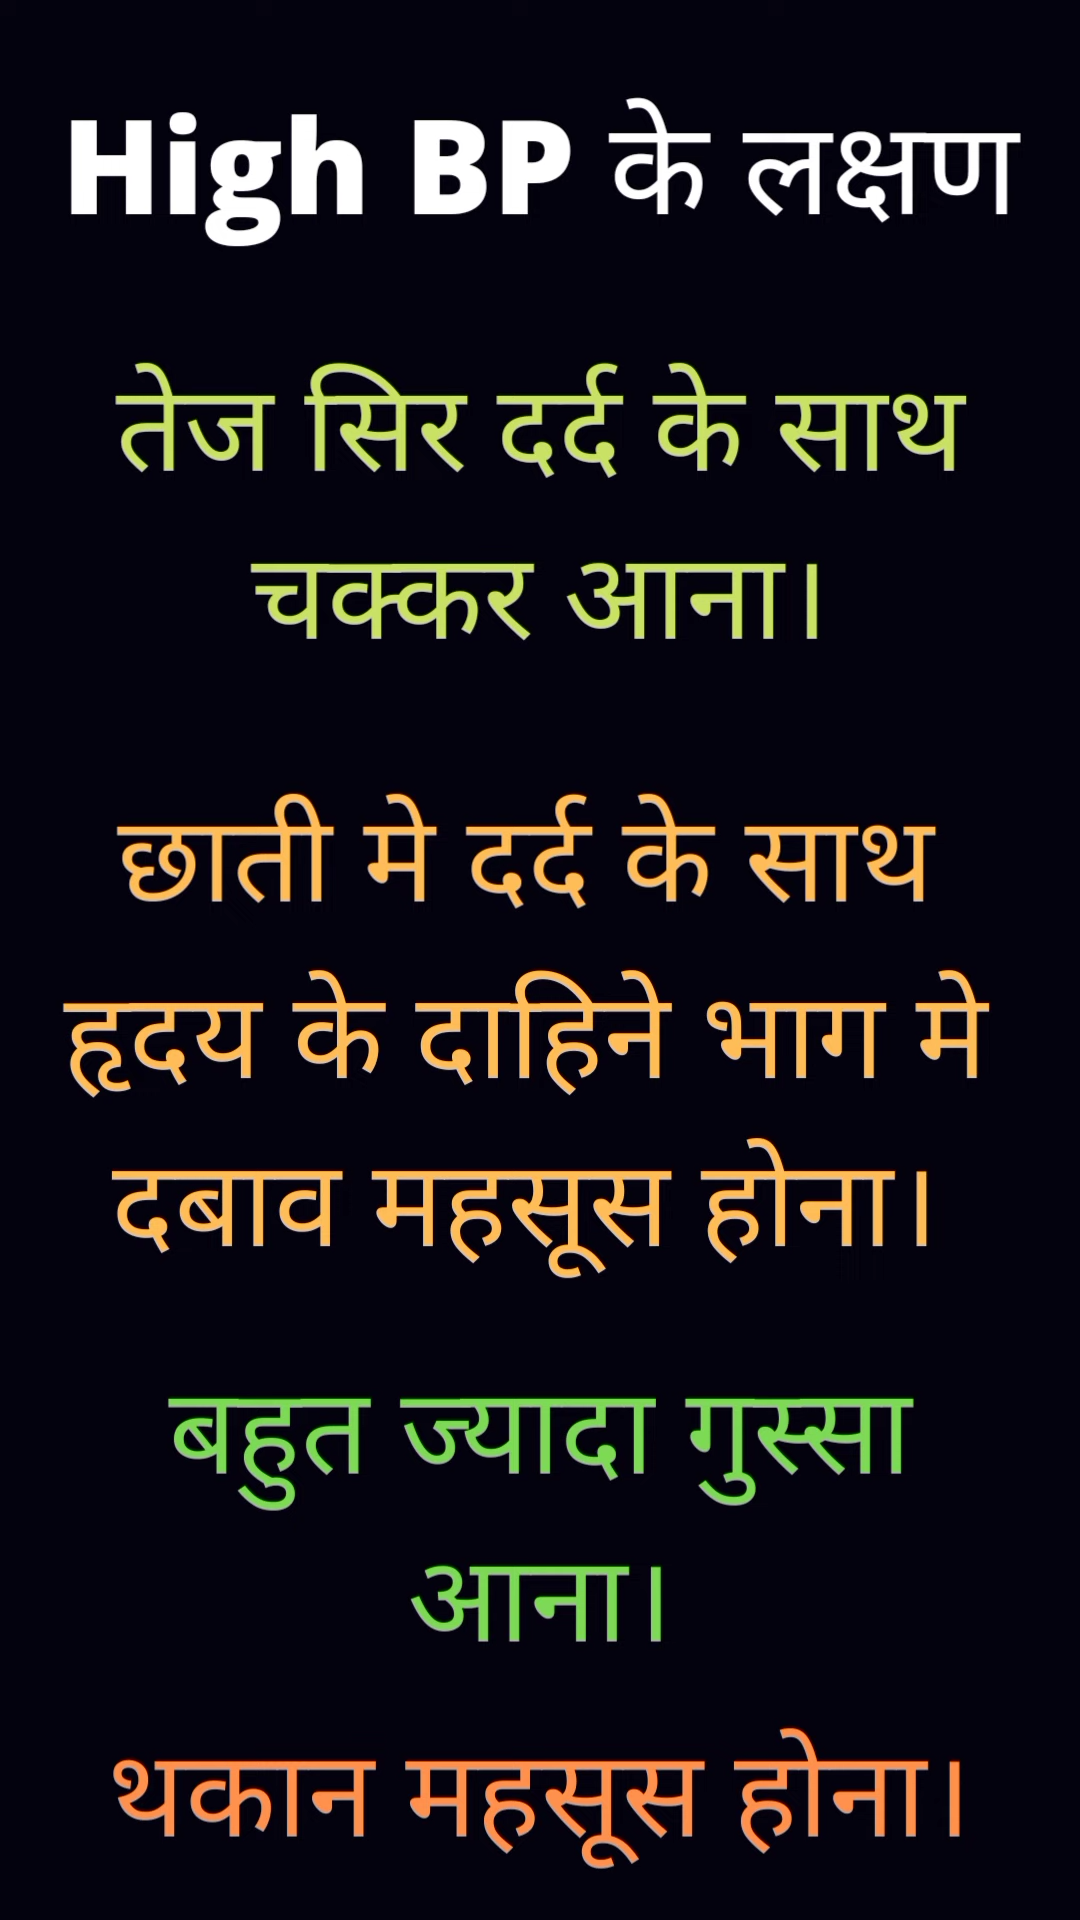 High BP के लक्षण
तेज सिर दर्द के साथ
चक्कर आना।
छाती मे दर्द के साथ
हृदय के दाहिने भाग मे
दबाव महसूस होना।
बहुत ज्यादा गुस्सा
आना।
थकान महसूस होना।